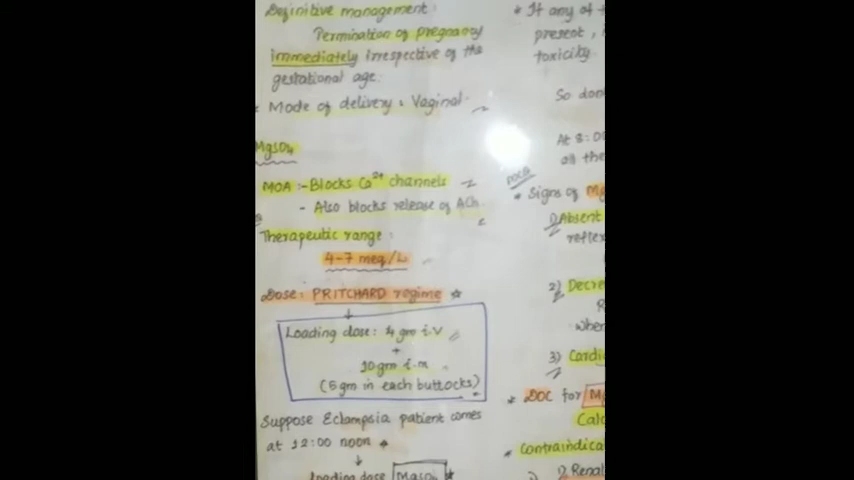 Definitive management:
Termination of pregnancy
immediately irrespective of the
gestational age.
* Mode of delivery : Vaginal.
MgSO4
MOA :- Blocks Ca2+ channels
- Also blocks release of ACh.
Therapeutic range :
4-7 meq/L
Dose: PRITCHARD regime
Loading dose: 4 gm i.v
+
10 gm i.m
(5 gm in each buttocks)
Suppose Eclampsia patient comes
at 12:00 noon
↓
Loading dose MgSO4
* If any of
present,
toxicity.
So don
At 8:00
all the
* Signs of M
1) Absent
reflex
2) Decre
R
when
3) Cardi
* DOC for M
Calc
* Contraindica
1) Renal